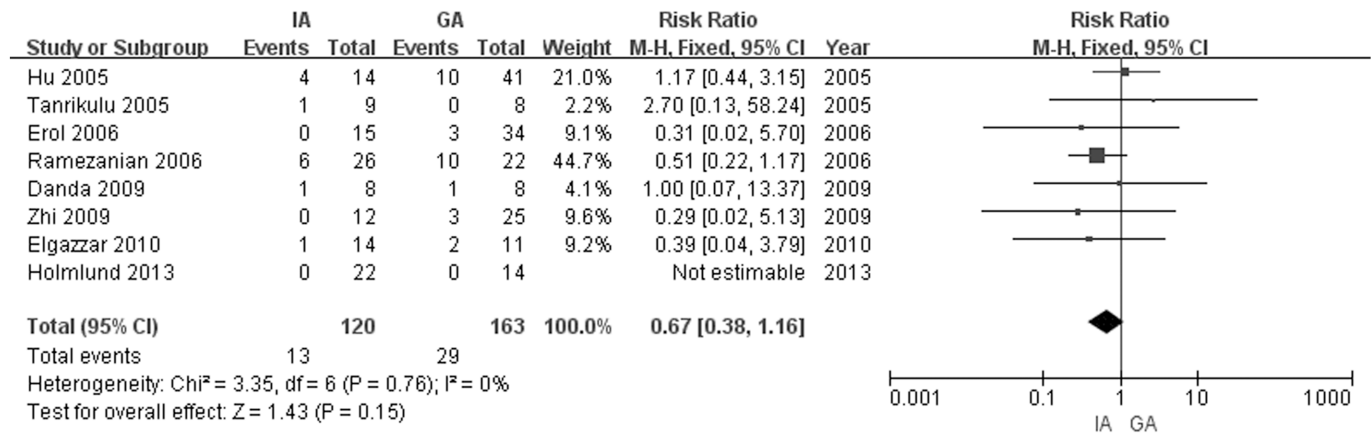 IA GA Risk Ratio Risk Ratio
Study or Subgroup Events Total Events Total Weight M-H, Fixed, 95% CI Year M-H, Fixed, 95% CI
Hu 2005 4 14 10 41 21.0% 1.17 [0.44, 3.15] 2005
Tanrikulu 2005 1 9 0 8 2.2% 2.70 [0.13, 58.24] 2005
Erol 2006 0 15 3 34 9.1% 0.31 [0.02, 5.70] 2006
Ramezanian 2006 6 26 10 22 44.7% 0.51 [0.22, 1.17] 2006
Danda 2009 1 8 1 8 4.1% 1.00 [0.07, 13.37] 2009
Zhi 2009 0 12 3 25 9.6% 0.29 [0.02, 5.13] 2009
Elgazzar 2010 1 14 2 11 9.2% 0.39 [0.04, 3.79] 2010
Holmlund 2013 0 22 0 14 Not estimable 2013
Total (95% CI) 120 163 100.0% 0.67 [0.38, 1.16]
Total events 13 29
Heterogeneity: Chi² = 3.35, df = 6 (P = 0.76); I² = 0%
Test for overall effect: Z = 1.43 (P = 0.15)
0.001 0.1 1 10 1000
IA GA